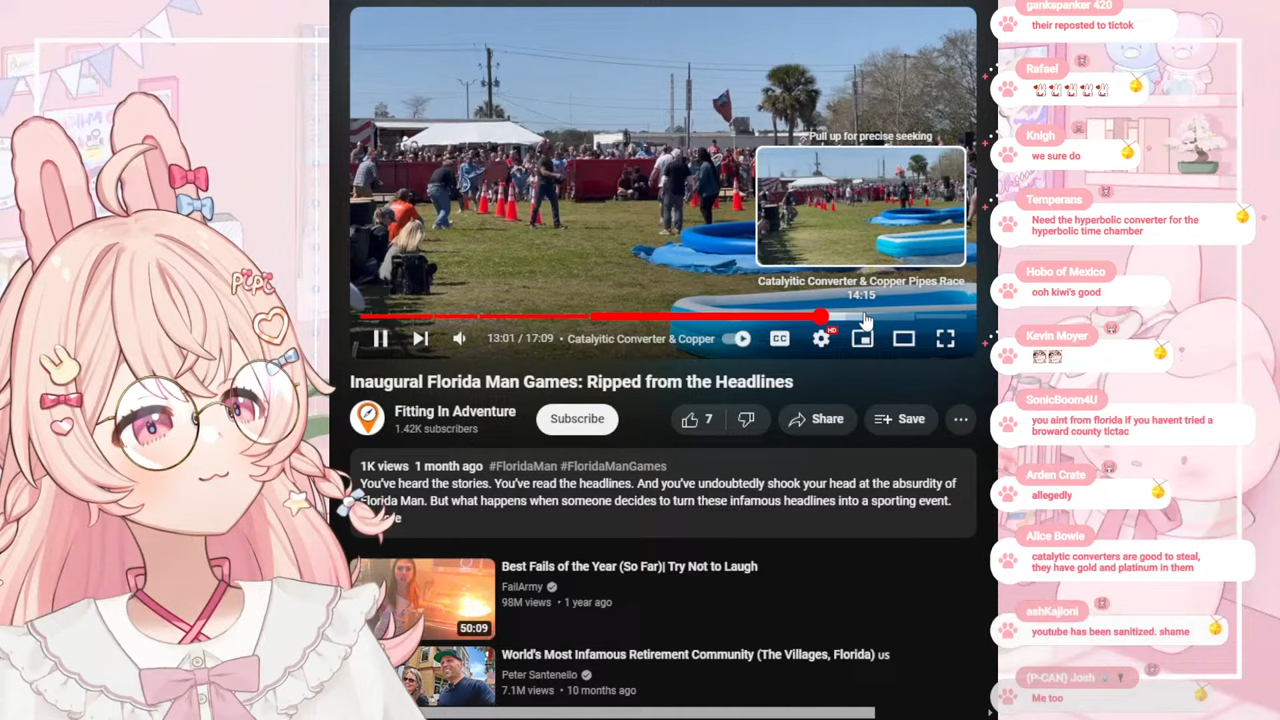 gankspanker 420
their reposted to tictok
Rafael
Knigh
we sure do
Temperans
Need the hyperbolic converter for the
hyperbolic time chamber
Hobo of Mexico
ooh kiwi's good
Kevin Moyer
SonicBoom4U
you aint from florida if you havent tried a
broward county tictac
Arden Crate
allegedly
Alice Bowie
catalytic converters are good to steal,
they have gold and platinum in them
ashKajioni
youtube has been sanitized. shame
(P-CAN) Josh
Me too
Pull up for precise seeking
Catalyitic Converter & Copper Pipes Race
14:15
13:01 / 17:09 • Catalyitic Converter & Copper
CC
HD
Inaugural Florida Man Games: Ripped from the Headlines
Fitting In Adventure
1.42K subscribers
Subscribe
7
Share
Save
1K views 1 month ago #FloridaMan #FloridaManGames
You've heard the stories. You've read the headlines. And you've undoubtedly shook your head at the absurdity of
Florida Man. But what happens when someone decides to turn these infamous headlines into a sporting event.
Best Fails of the Year (So Far)| Try Not to Laugh
FailArmy
98M views • 1 year ago
50:09
World's Most Infamous Retirement Community (The Villages, Florida) us
Peter Santenello
7.1M views • 10 months ago
PiPi